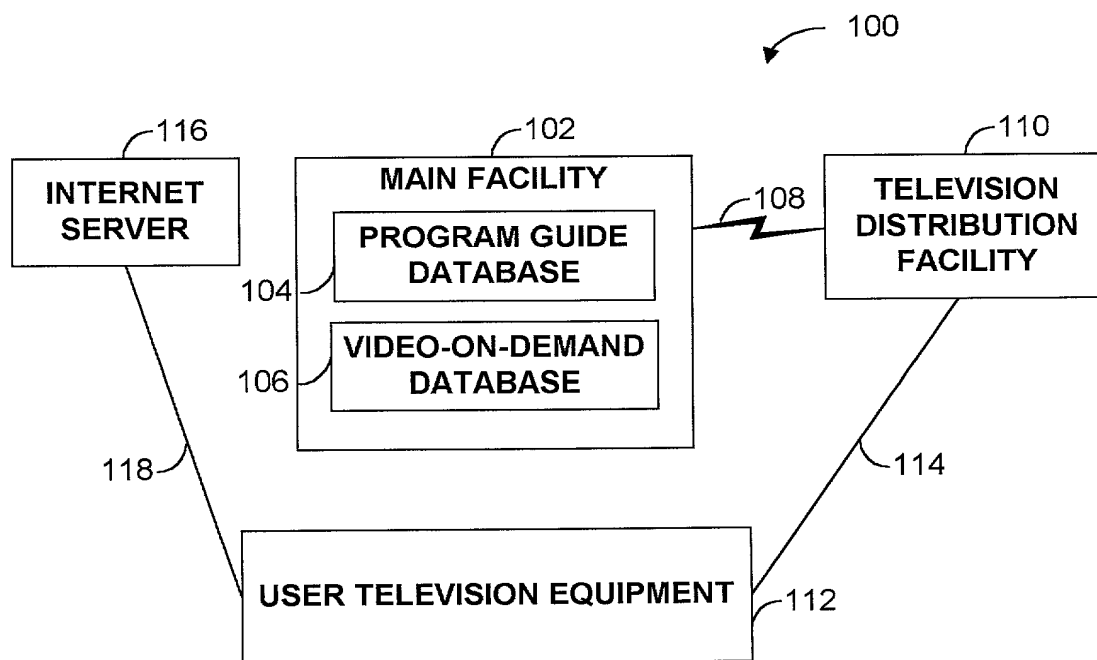 100
116
102
110
INTERNET
SERVER
MAIN FACILITY
108
TELEVISION
DISTRIBUTION
FACILITY
PROGRAM GUIDE
DATABASE
104
VIDEO-ON-DEMAND
DATABASE
106
118
114
USER TELEVISION EQUIPMENT
112